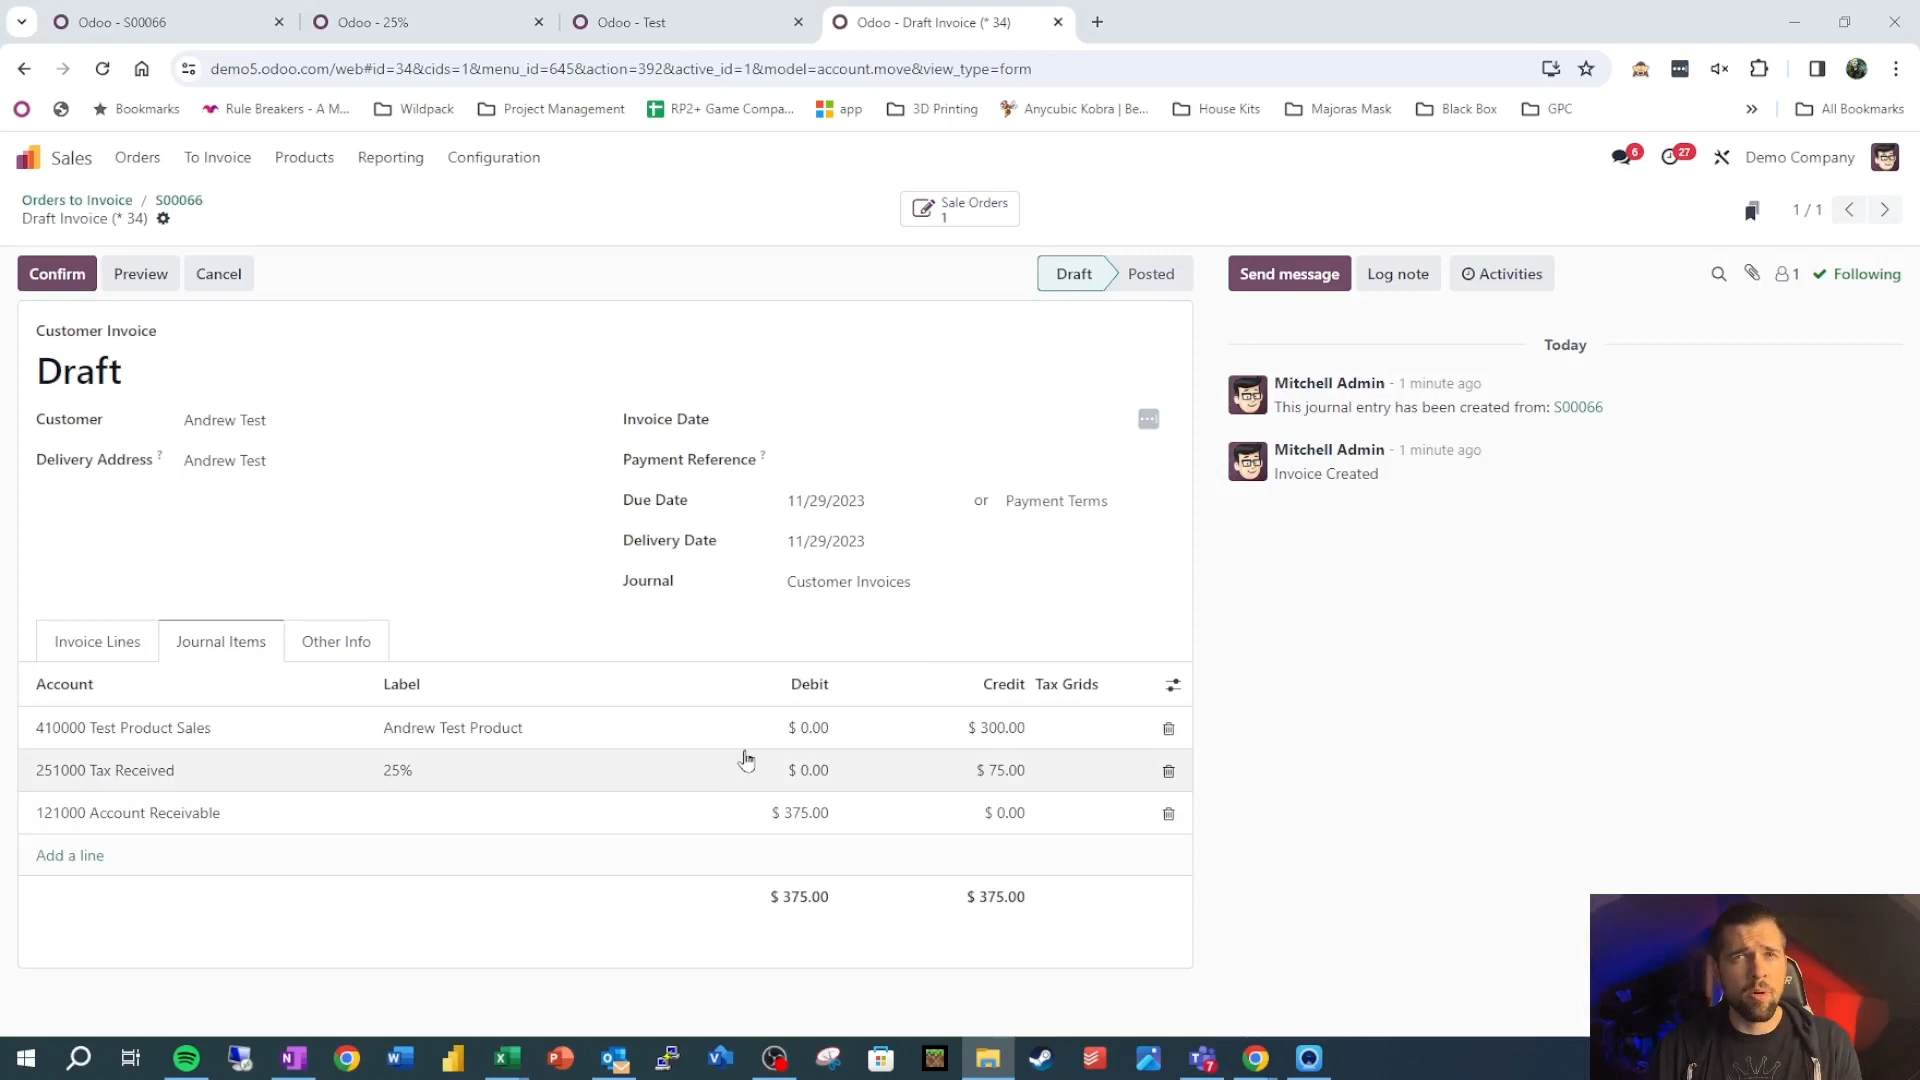 Odoo - S00066
Odoo - 25%
Odoo - Test
Odoo - Draft Invoice (* 34)
demo5.odoo.com/web#id=34&cids=1&menu_id=645&action=392&active_id=1&model=account.move&view_type=form
Bookmarks
Rule Breakers - A M...
Wildpack
Project Management
RP2+ Game Compa...
app
3D Printing
Anycubic Kobra | Be...
House Kits
Majoras Mask
Black Box
GPC
All Bookmarks
Sales Orders To Invoice Products Reporting Configuration
6
27
Demo Company
Orders to Invoice / S00066
Draft Invoice (* 34)
Sale Orders
1
1 / 1
Confirm
Preview
Cancel
Draft
Posted
Send message
Log note
Activities
1
Following
Customer Invoice
Draft
Customer Andrew Test
Delivery Address ? Andrew Test
Invoice Date
Payment Reference ?
Due Date 11/29/2023 or Payment Terms
Delivery Date 11/29/2023
Journal Customer Invoices
Today
Mitchell Admin - 1 minute ago
This journal entry has been created from: S00066
Mitchell Admin - 1 minute ago
Invoice Created
Invoice Lines
Journal Items
Other Info
Account Label Debit Credit Tax Grids
410000 Test Product Sales Andrew Test Product $ 0.00 $ 300.00
251000 Tax Received 25% $ 0.00 $ 75.00
121000 Account Receivable $ 375.00 $ 0.00
Add a line
$ 375.00 $ 375.00